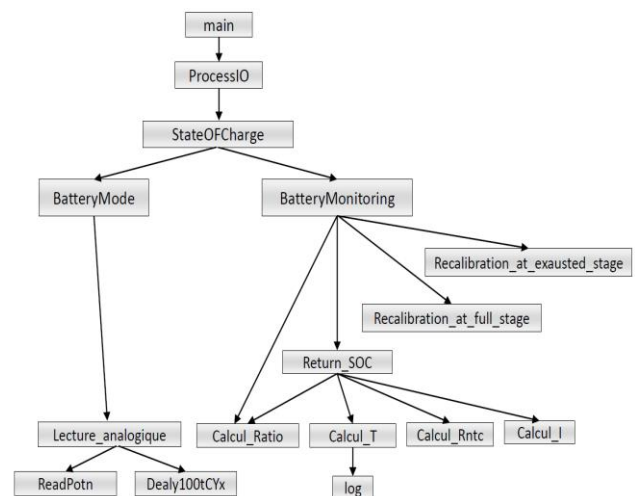 main
ProcessIO
StateOFCharge
BatteryMode
BatteryMonitoring
Recalibration_at_exausted_stage
Recalibration_at_full_stage
Return_SOC
Lecture_analogique
Calcul_Ratio
Calcul_T
Calcul_Rntc
Calcul_I
ReadPotn
Dealy100tCYx
log